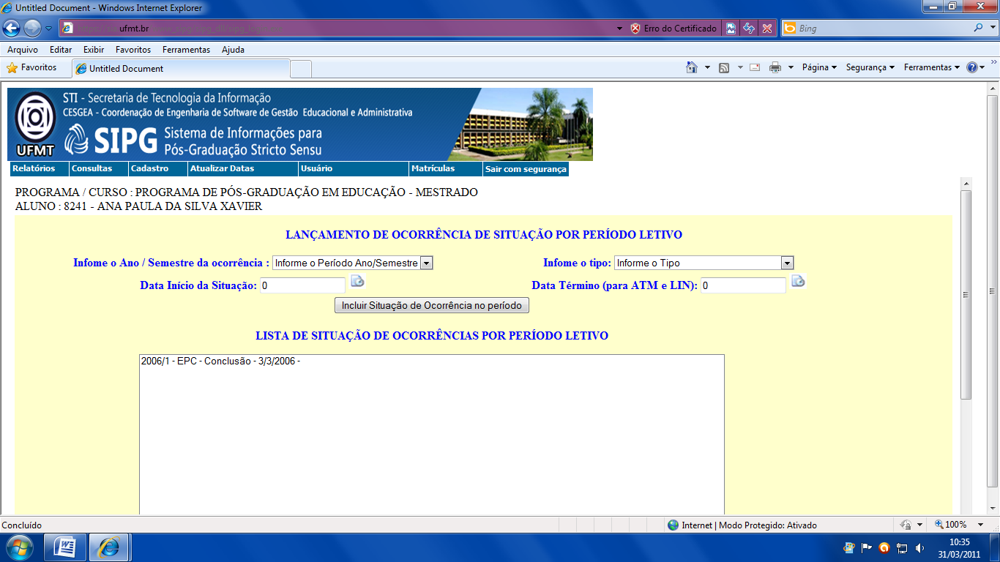 Untitled Document - Windows Internet Explorer
ufmt.br
Erro do Certificado
Bing
Arquivo Editar Exibir Favoritos Ferramentas Ajuda
Favoritos
Untitled Document
Página Segurança Ferramentas
STI - Secretaria de Tecnologia da Informação
CESGEA - Coordenação de Engenharia de Software de Gestão Educacional e Administrativa
SIPG Sistema de Informações para
Pós-Graduação Stricto Sensu
UFMT
Relatórios Consultas Cadastro Atualizar Datas Usuário Matrículas Sair com segurança
PROGRAMA / CURSO : PROGRAMA DE PÓS-GRADUAÇÃO EM EDUCAÇÃO - MESTRADO
ALUNO : 8241 - ANA PAULA DA SILVA XAVIER
LANÇAMENTO DE OCORRÊNCIA DE SITUAÇÃO POR PERÍODO LETIVO
Infome o Ano / Semestre da ocorrência : Informe o Período Ano/Semestre Infome o tipo: Informe o Tipo
Data Início da Situação: 0 Data Término (para ATM e LIN): 0
Incluir Situação de Ocorrência no período
LISTA DE SITUAÇÃO DE OCORRÊNCIAS POR PERÍODO LETIVO
2006/1 - EPC - Conclusão - 3/3/2006 -
Concluído
Internet | Modo Protegido: Ativado
100%
10:35
31/03/2011